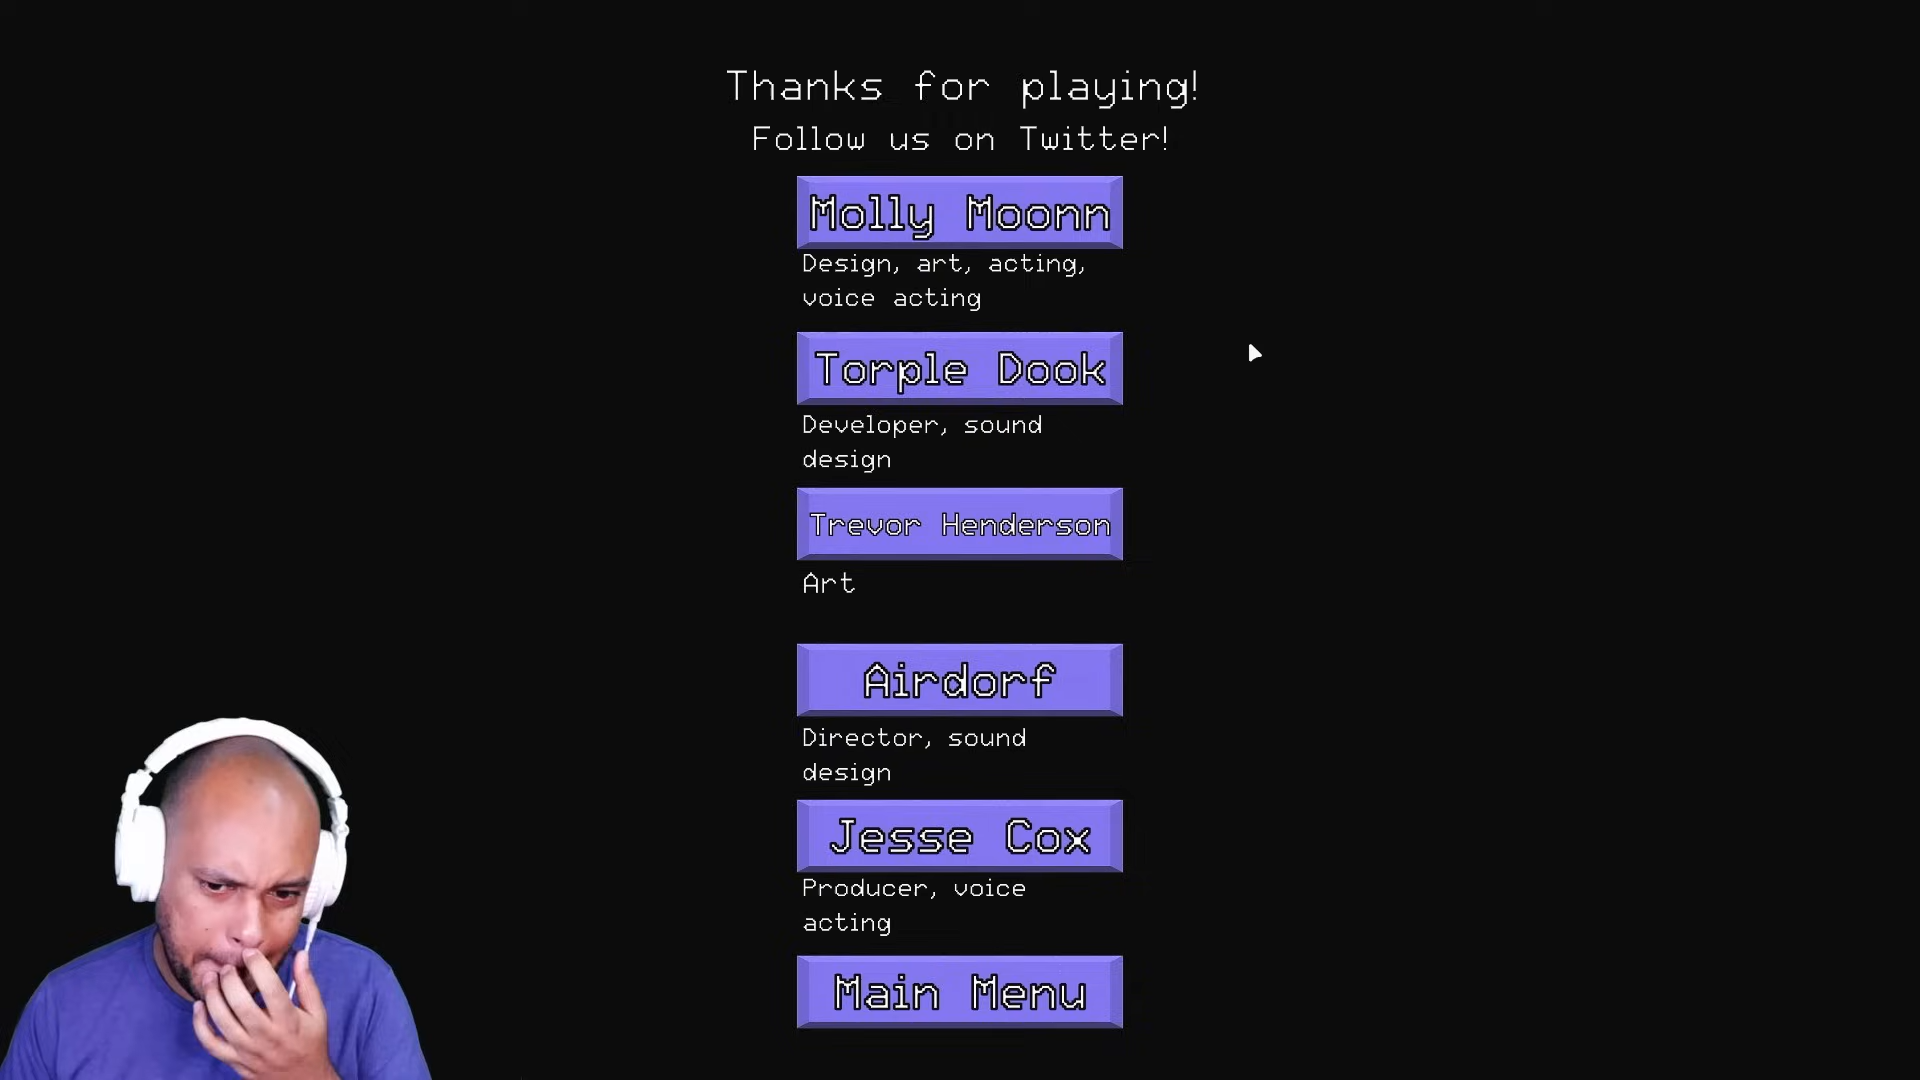 Thanks for playing!
Follow us on Twitter!
Molly Moonn
Design, art, acting,
voice acting
Torple Dook
Developer, sound
design
Trevor Henderson
Art
Airdorf
Director, sound
design
Jesse Cox
Producer, voice
acting
Main Menu